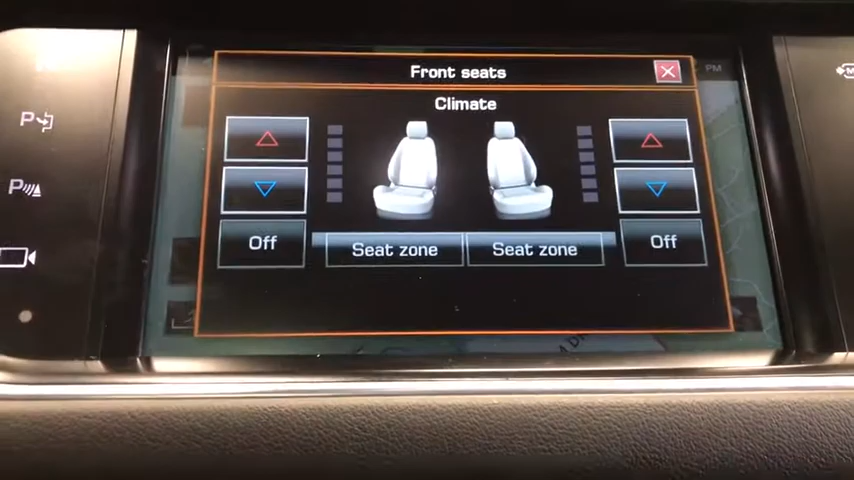 Front seats
PM
Climate
Off
Seat zone
Seat zone
Off
P
P
M